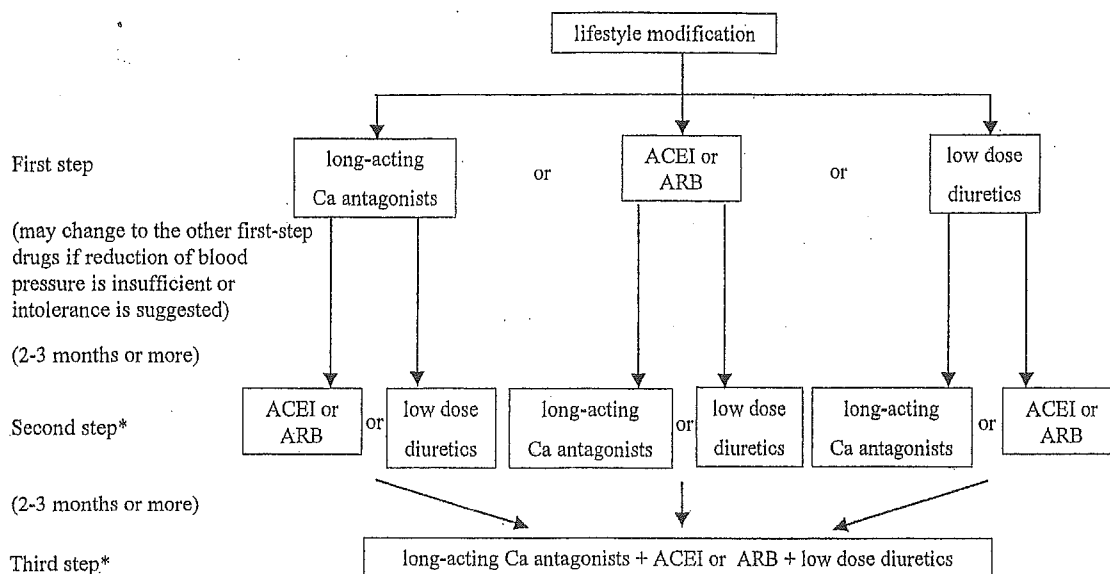 lifestyle modification
First step
long-acting
Ca antagonists
or
ACEI or
ARB
or
low dose
diuretics
(may change to the other first-step
drugs if reduction of blood
pressure is insufficient or
intolerance is suggested)
(2-3 months or more)
Second step*
ACEI or
ARB
or
low dose
diuretics
long-acting
Ca antagonists
or
low dose
diuretics
long-acting
Ca antagonists
or
ACEI or
ARB
(2-3 months or more)
Third step*
long-acting Ca antagonists + ACEI or ARB + low dose diuretics